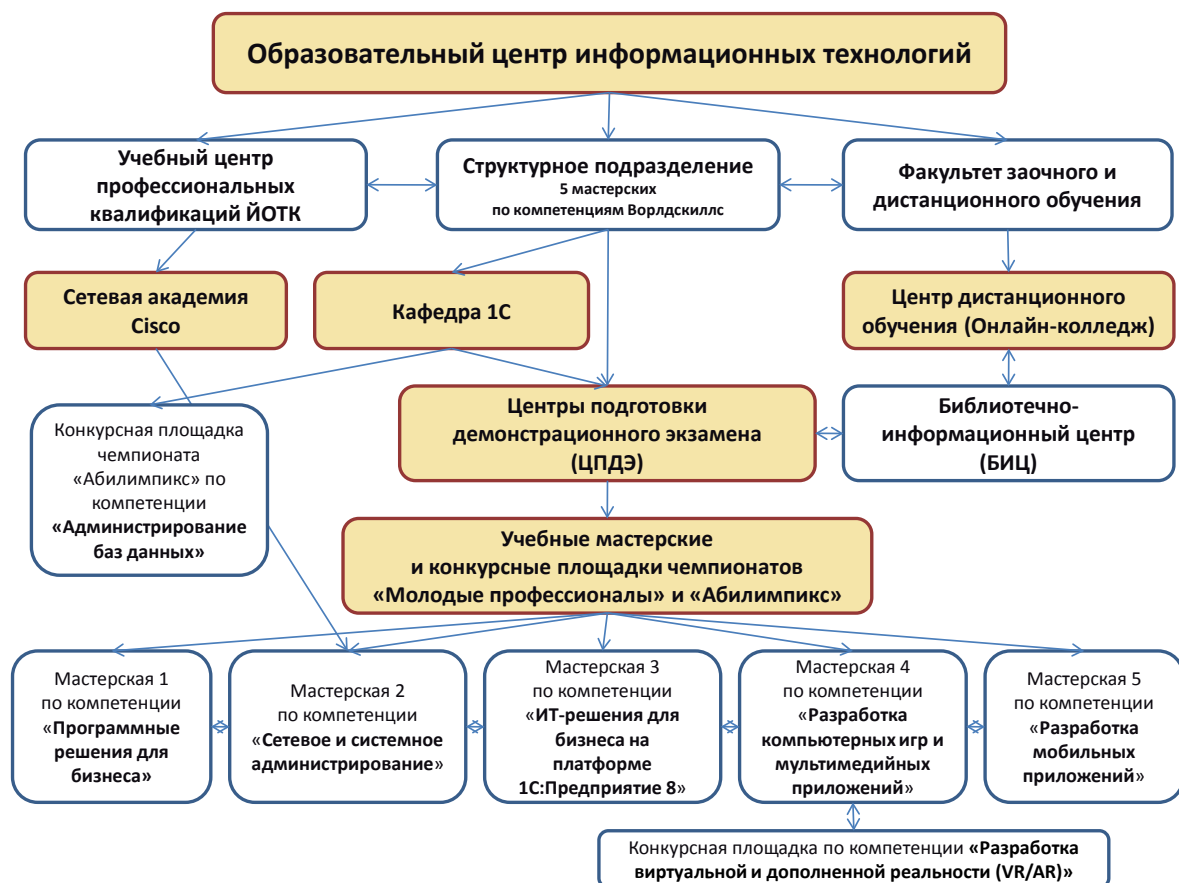 Образовательный центр информационных технологий
Учебный центр
профессиональных
квалификаций ЙОТК
Структурное подразделение
5 мастерских
по компетенциям Ворлдскиллс
Факультет заочного и
дистанционного обучения
Сетевая академия
Cisco
Кафедра 1С
Центр дистанционного
обучения (Онлайн-колледж)
Конкурсная площадка
чемпионата
«Абилимпикс» по
компетенции
«Администрирование
баз данных»
Центры подготовки
демонстрационного экзамена
(ЦПДЭ)
Библиотечно-
информационный центр
(БИЦ)
Учебные мастерские
и конкурсные площадки чемпионатов
«Молодые профессионалы» и «Абилимпикс»
Мастерская 1
по компетенции
«Программные
решения для
бизнеса»
Мастерская 2
по компетенции
«Сетевое и системное
администрирование»
Мастерская 3
по компетенции
«ИТ-решения для
бизнеса на
платформе
1С:Предприятие 8»
Мастерская 4
по компетенции
«Разработка
компьютерных игр и
мультимедийных
приложений»
Мастерская 5
по компетенции
«Разработка
мобильных
приложений»
Конкурсная площадка по компетенции «Разработка
виртуальной и дополненной реальности (VR/AR)»